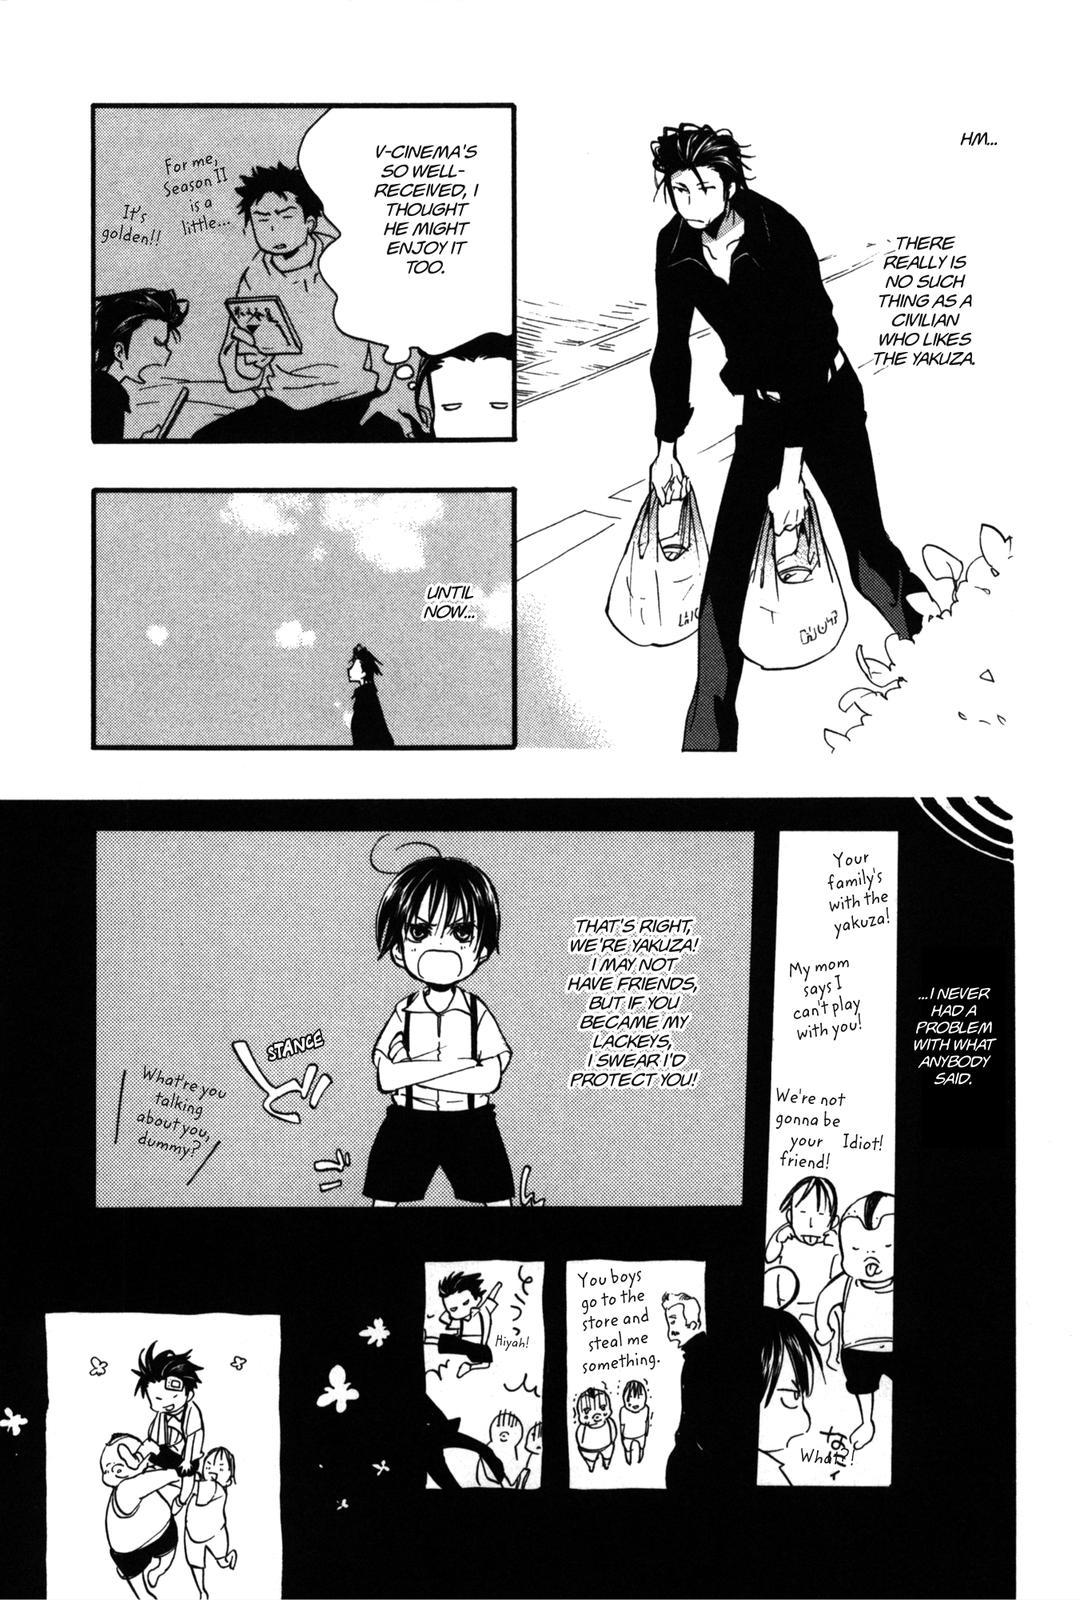 HM...
THERE
REALLY IS
NO SUCH
THING AS A
CIVILIAN
WHO LIKES
THE YAKUZA.
V-CINEMA'S
SO WELL-
RECEIVED, I
THOUGHT
HE MIGHT
ENJOY IT
TOO.
For me,
Season II
is a
little...
It's
golden!!
UNTIL
NOW...
...I NEVER
HAD A
PROBLEM
WITH WHAT
ANYBODY
SAID.
Your
family's
with the
yakuza!
My mom
says I
can't play
with you!
We're not
gonna be
your
friend!
Idiot!
What?!
THAT'S RIGHT,
WE'RE YAKUZA!
I MAY NOT
HAVE FRIENDS,
BUT IF YOU
BECAME MY
LACKEYS,
I SWEAR I'D
PROTECT YOU!
STANCE
What're you
talking
about you,
dummy?
You boys
go to the
store and
steal me
something.
Hiyah!